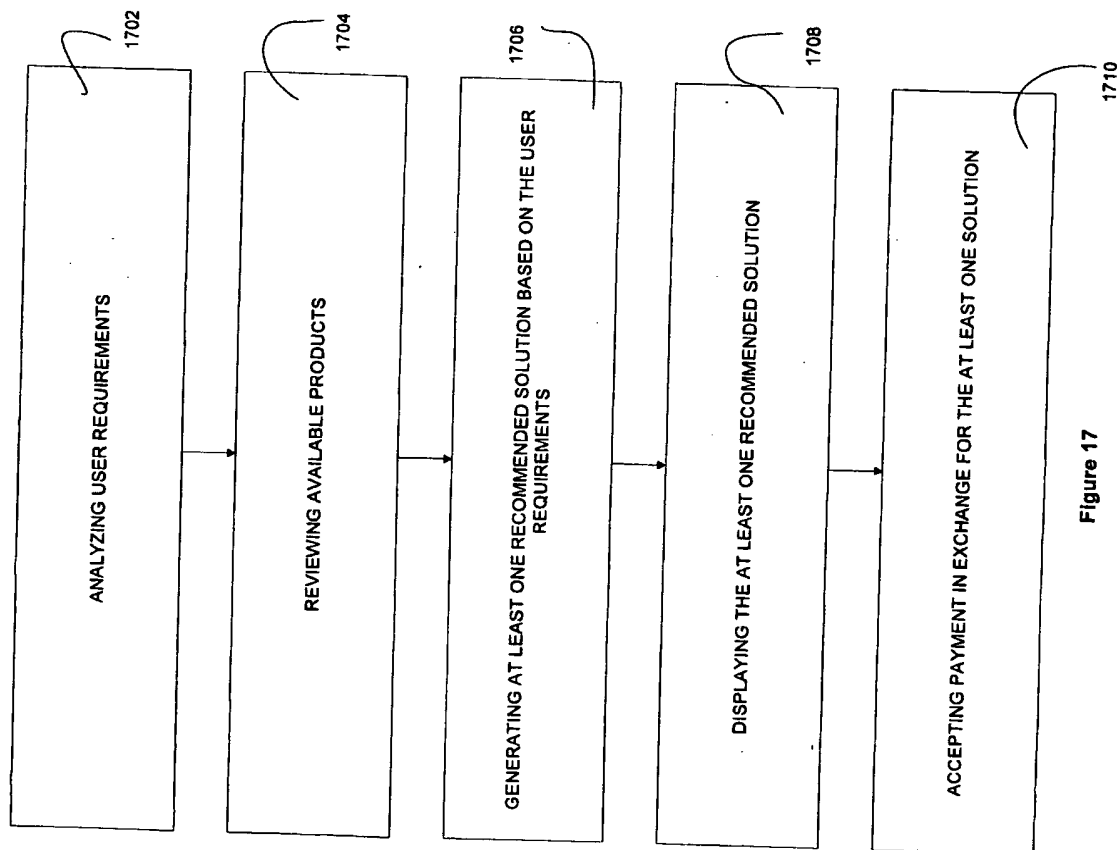 ANALYZING USER REQUIREMENTS
1702
REVIEWING AVAILABLE PRODUCTS
1704
GENERATING AT LEAST ONE RECOMMENDED SOLUTION BASED ON THE USER
REQUIREMENTS
1706
DISPLAYING THE AT LEAST ONE RECOMMENDED SOLUTION
1708
ACCEPTING PAYMENT IN EXCHANGE FOR THE AT LEAST ONE SOLUTION
1710
Figure 17